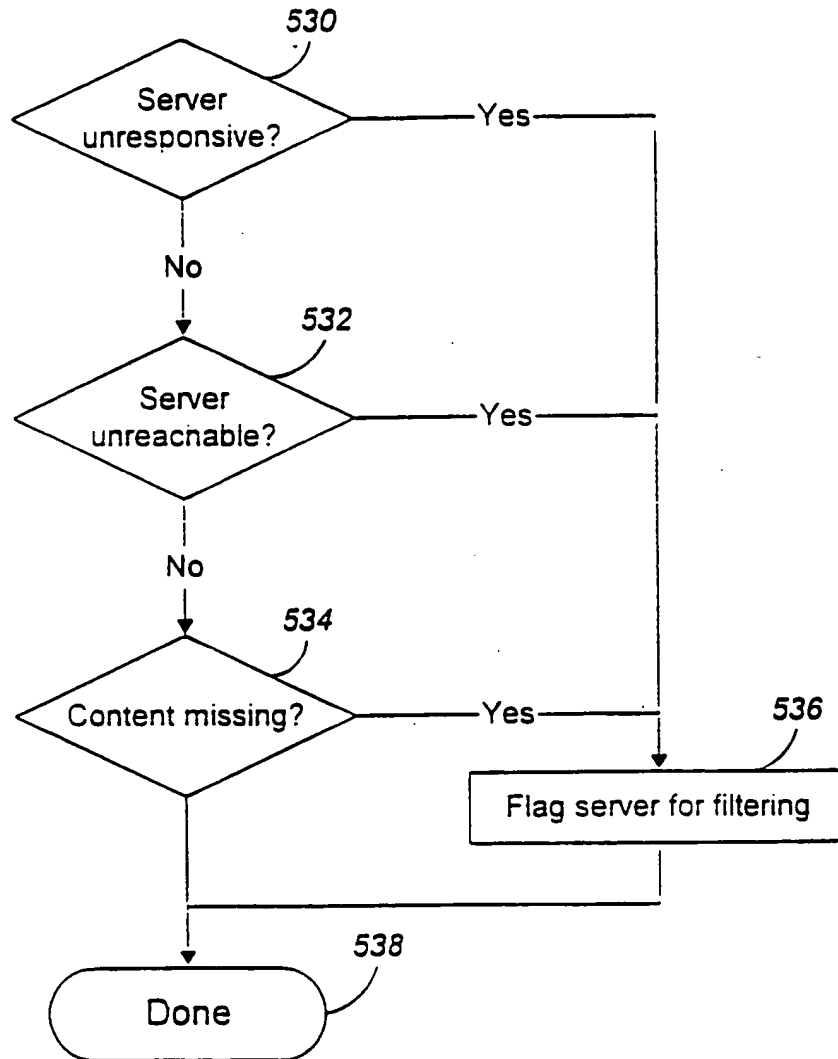 530
Server
unresponsive?
Yes
No
532
Server
unreachable?
Yes
No
534
Content missing?
Yes
536
Flag server for filtering
538
Done